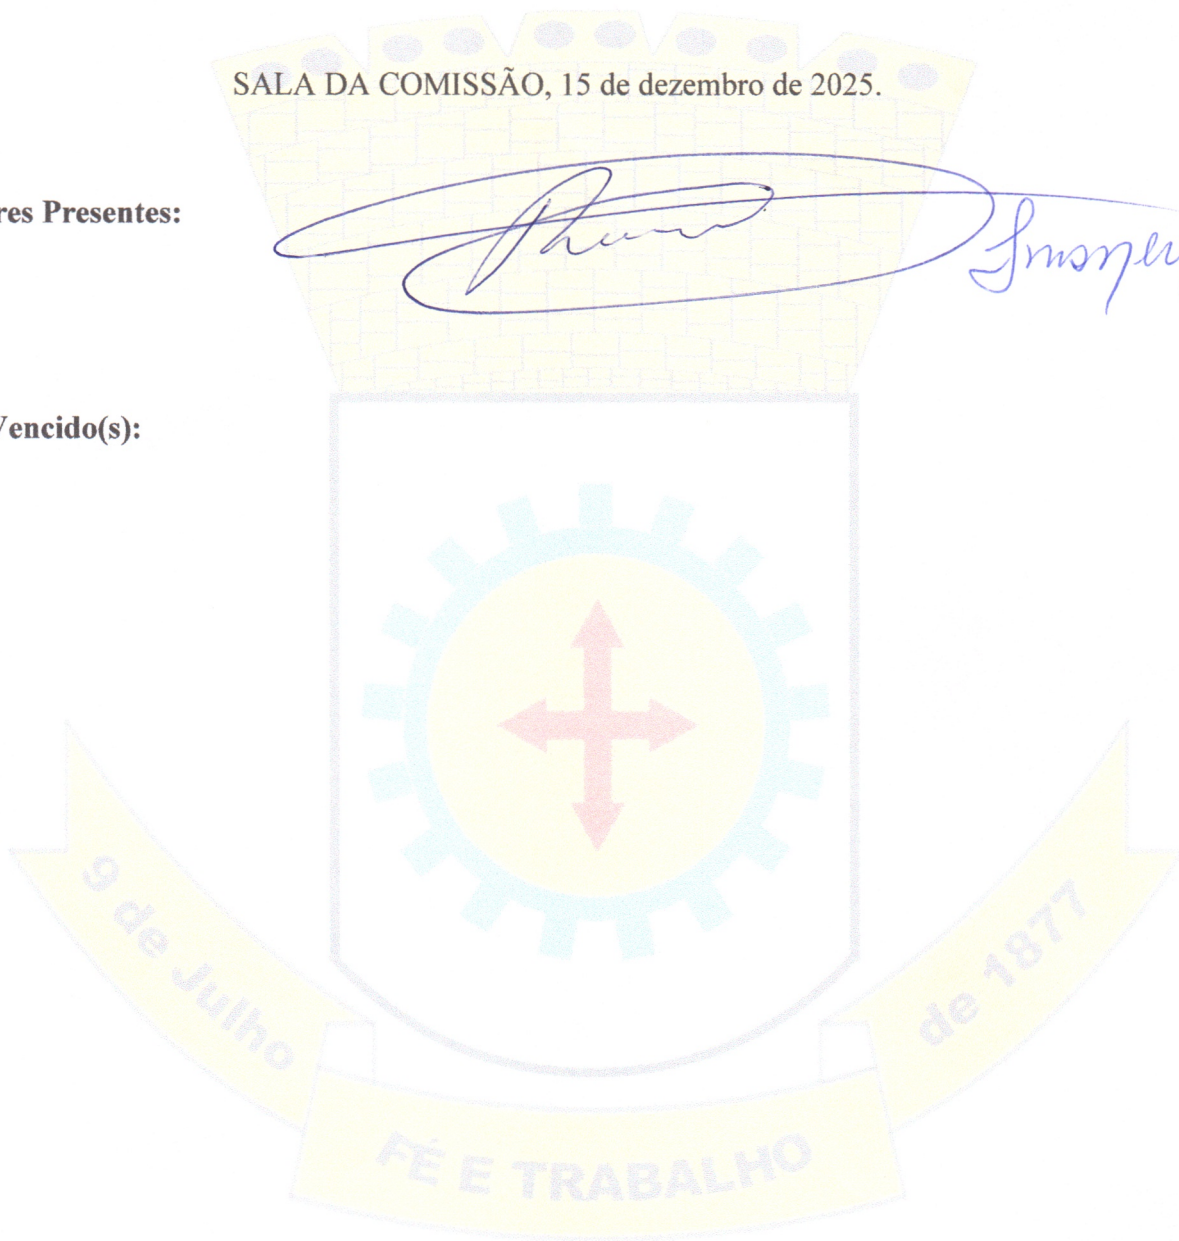 SALA DA COMISSÃO, 15 de dezembro de 2025.
res Presentes:
Vencido(s):
9 de Julho
de 1877
FÉ E TRABALHO